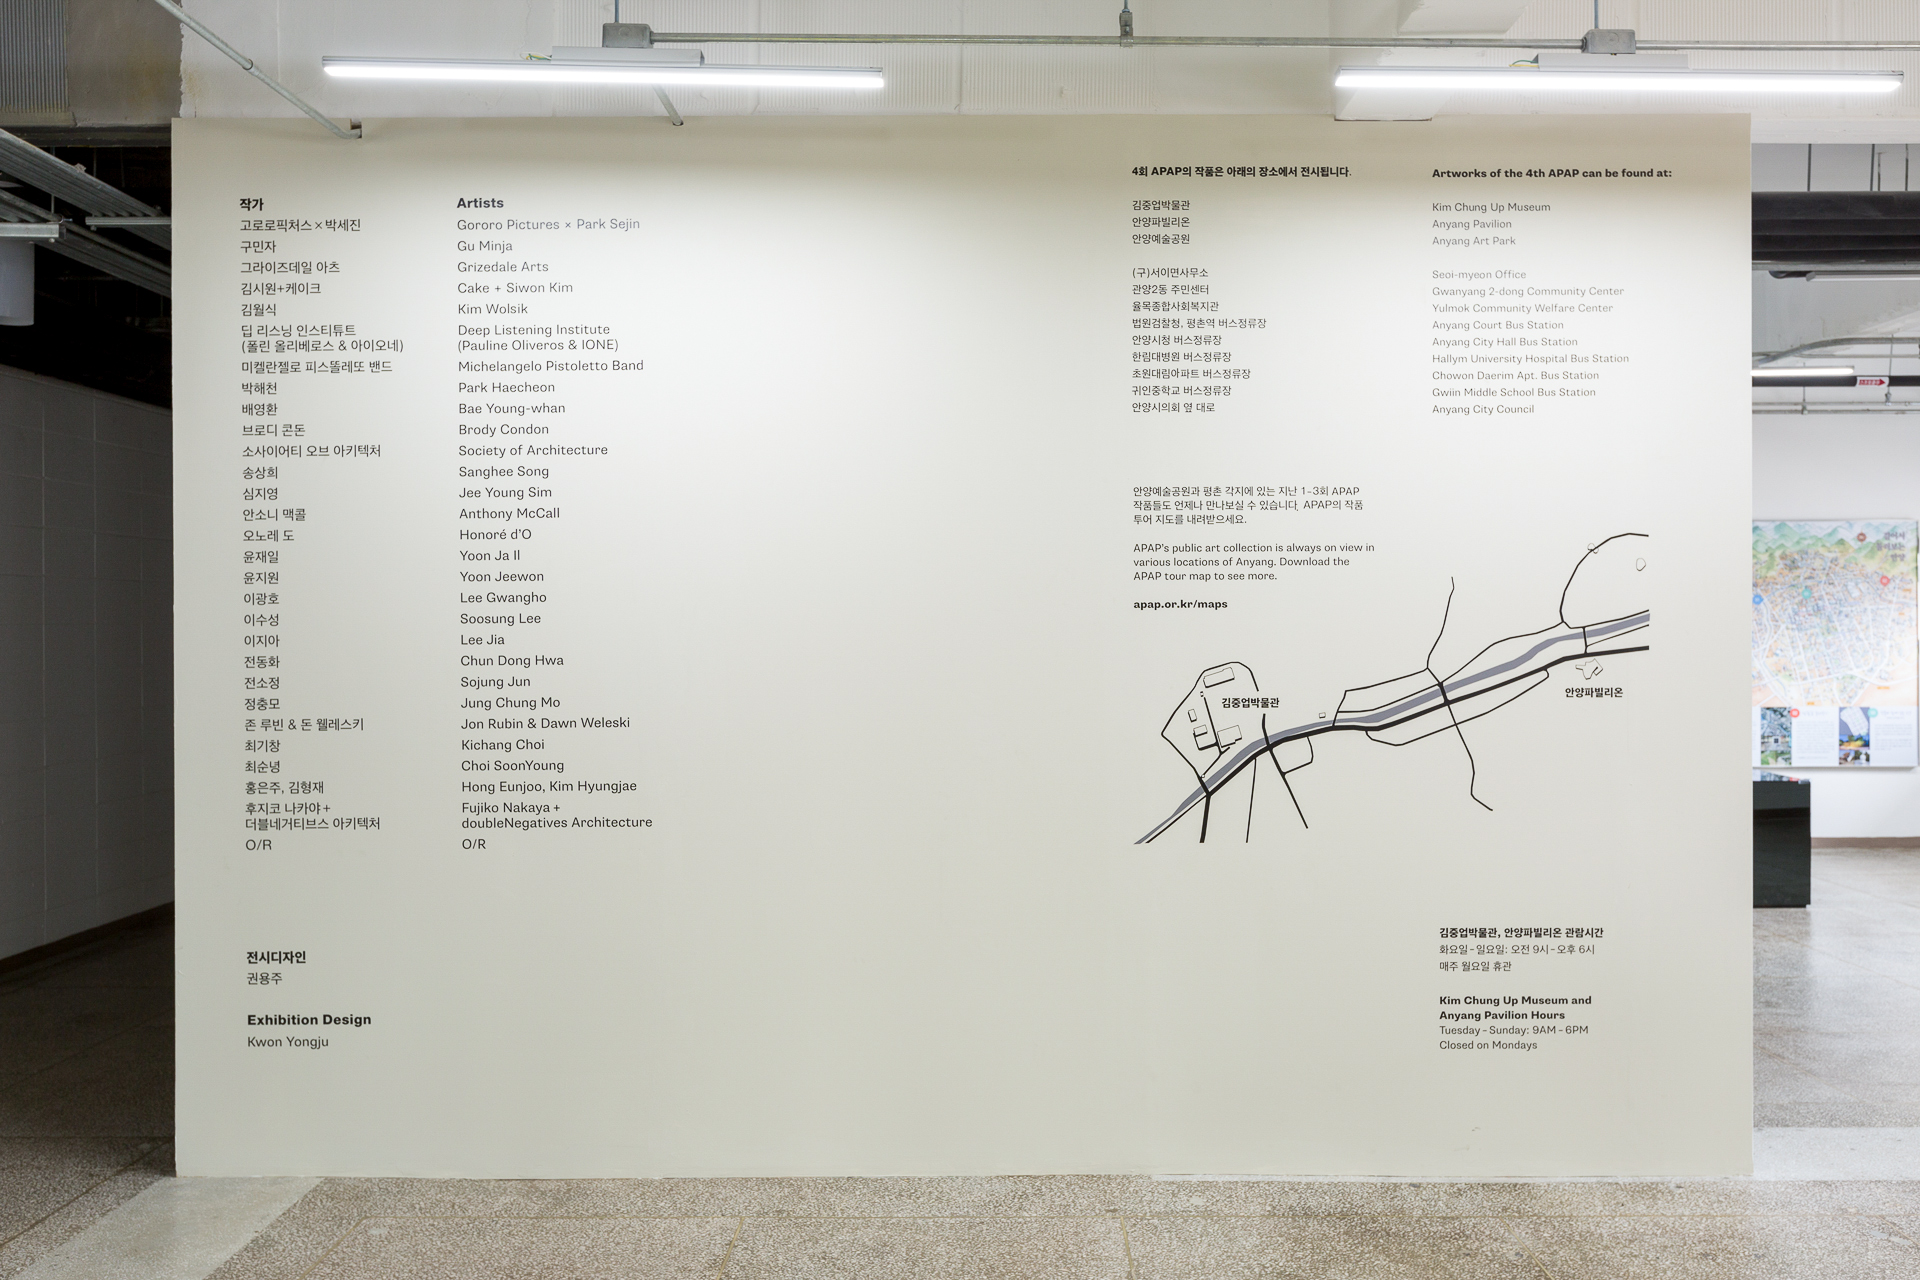 작가
고로로픽처스×박세진
구민자
그라이즈데일 아츠
김시원+케이크
김월식
딥 리스닝 인스티튜트
(폴린 올리베로스 & 아이오네)
미켈란젤로 피스똘레또 밴드
박해천
배영환
브로디 콘돈
소사이어티 오브 아키텍처
송상희
심지영
안소니 맥콜
오노레 도
윤재일
윤지원
이광호
이수성
이지아
전동화
전소정
정충모
존 루빈 & 돈 웰레스키
최기창
최순녕
홍은주, 김형재
후지코 나카야+
더블네거티브스 아키텍처
O/R
Artists
Gororo Pictures × Park Sejin
Gu Minja
Grizedale Arts
Cake + Siwon Kim
Kim Wolsik
Deep Listening Institute
(Pauline Oliveros & IONE)
Michelangelo Pistoletto Band
Park Haecheon
Bae Young-whan
Brody Condon
Society of Architecture
Sanghee Song
Jee Young Sim
Anthony McCall
Honoré d'O
Yoon Ja Il
Yoon Jeewon
Lee Gwangho
Soosung Lee
Lee Jia
Chun Dong Hwa
Sojung Jun
Jung Chung Mo
Jon Rubin & Dawn Weleski
Kichang Choi
Choi SoonYoung
Hong Eunjoo, Kim Hyungjae
Fujiko Nakaya +
doubleNegatives Architecture
O/R
전시디자인
권용주
Exhibition Design
Kwon Yongju
4회 APAP의 작품은 아래의 장소에서 전시됩니다.
김중업박물관
안양파빌리온
안양예술공원
(구)서이면사무소
관양2동 주민센터
율목종합사회복지관
법원검찰청, 평촌역 버스정류장
안양시청 버스정류장
한림대병원 버스정류장
초원대림아파트 버스정류장
귀인중학교 버스정류장
안양시의회 옆 대로
Artworks of the 4th APAP can be found at:
Kim Chung Up Museum
Anyang Pavilion
Anyang Art Park
Seoi-myeon Office
Gwanyang 2-dong Community Center
Yulmok Community Welfare Center
Anyang Court Bus Station
Anyang City Hall Bus Station
Hallym University Hospital Bus Station
Chowon Daerim Apt. Bus Station
Gwiin Middle School Bus Station
Anyang City Council
안양예술공원과 평촌 각지에 있는 지난 1-3회 APAP
작품들도 언제나 만나보실 수 있습니다. APAP의 작품
투어 지도를 내려받으세요.
APAP's public art collection is always on view in
various locations of Anyang. Download the
APAP tour map to see more.
apap.or.kr/maps
김중업박물관
안양파빌리온
김중업박물관, 안양파빌리온 관람시간
화요일–일요일: 오전 9시–오후 6시
매주 월요일 휴관
Kim Chung Up Museum and
Anyang Pavilion Hours
Tuesday – Sunday: 9AM – 6PM
Closed on Mondays